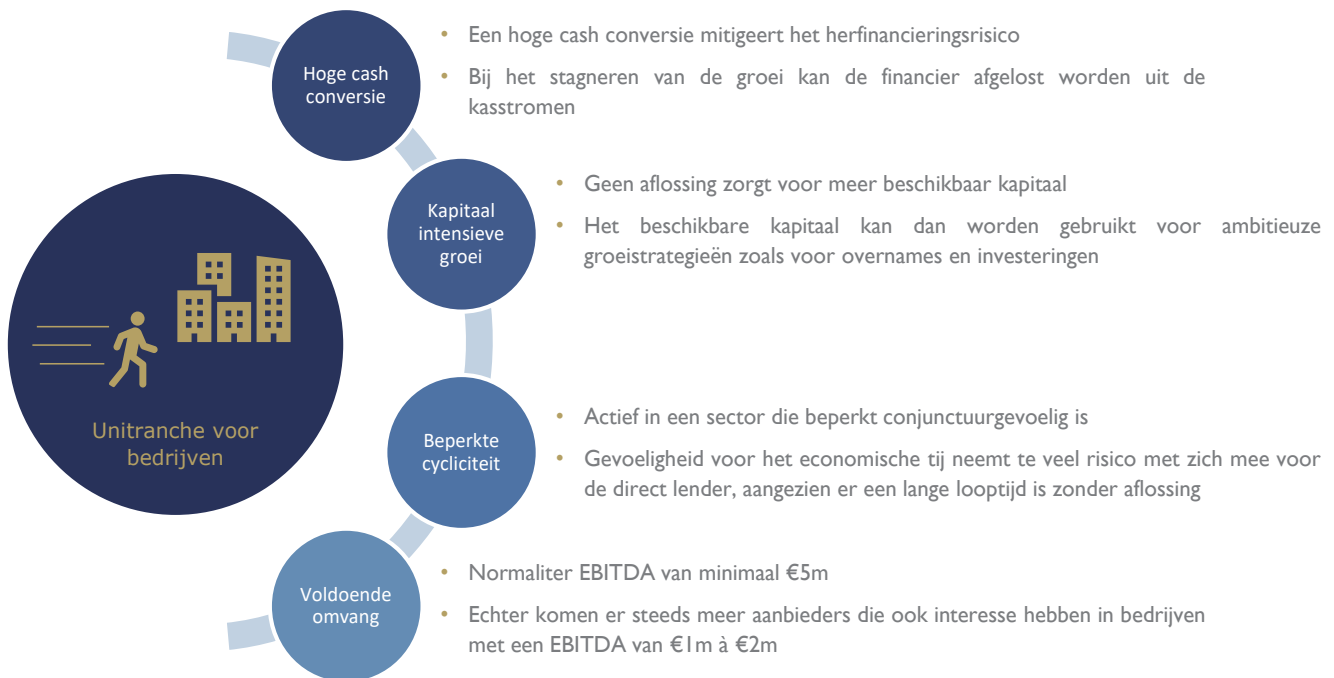 Hoge cash
conversie
• Een hoge cash conversie mitigeert het herfinancieringsrisico
• Bij het stagneren van de groei kan de financier afgelost worden uit de
kasstromen
Kapitaal
intensieve
groei
• Geen aflossing zorgt voor meer beschikbaar kapitaal
• Het beschikbare kapitaal kan dan worden gebruikt voor ambitieuze
groeistrategieën zoals voor overnames en investeringen
Unitranche voor
bedrijven
Beperkte
cycliciteit
• Actief in een sector die beperkt conjunctuurgevoelig is
• Gevoeligheid voor het economische tij neemt te veel risico met zich mee voor
de direct lender, aangezien er een lange looptijd is zonder aflossing
Voldoende
omvang
• Normaliter EBITDA van minimaal €5m
• Echter komen er steeds meer aanbieders die ook interesse hebben in bedrijven
met een EBITDA van €1m à €2m